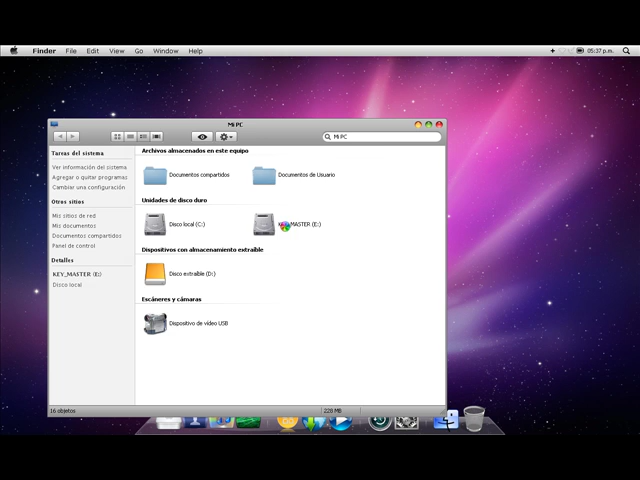 Finder File Edit View Go Window Help 05:37 p.m.
Mi PC
Mi PC
Tareas del sistema
Ver información del sistema
Agregar o quitar programas
Cambiar una configuración
Otros sitios
Mis sitios de red
Mis documentos
Documentos compartidos
Panel de control
Detalles
KEY_MASTER (E:)
Disco local
Archivos almacenados en este equipo
Documentos compartidos Documentos de Usuario
Unidades de disco duro
Disco local (C:) MASTER (E:)
Dispositivos con almacenamiento extraíble
Disco extraíble (D:)
Escáneres y cámaras
Dispositivo de vídeo USB
16 objetos 228 MB